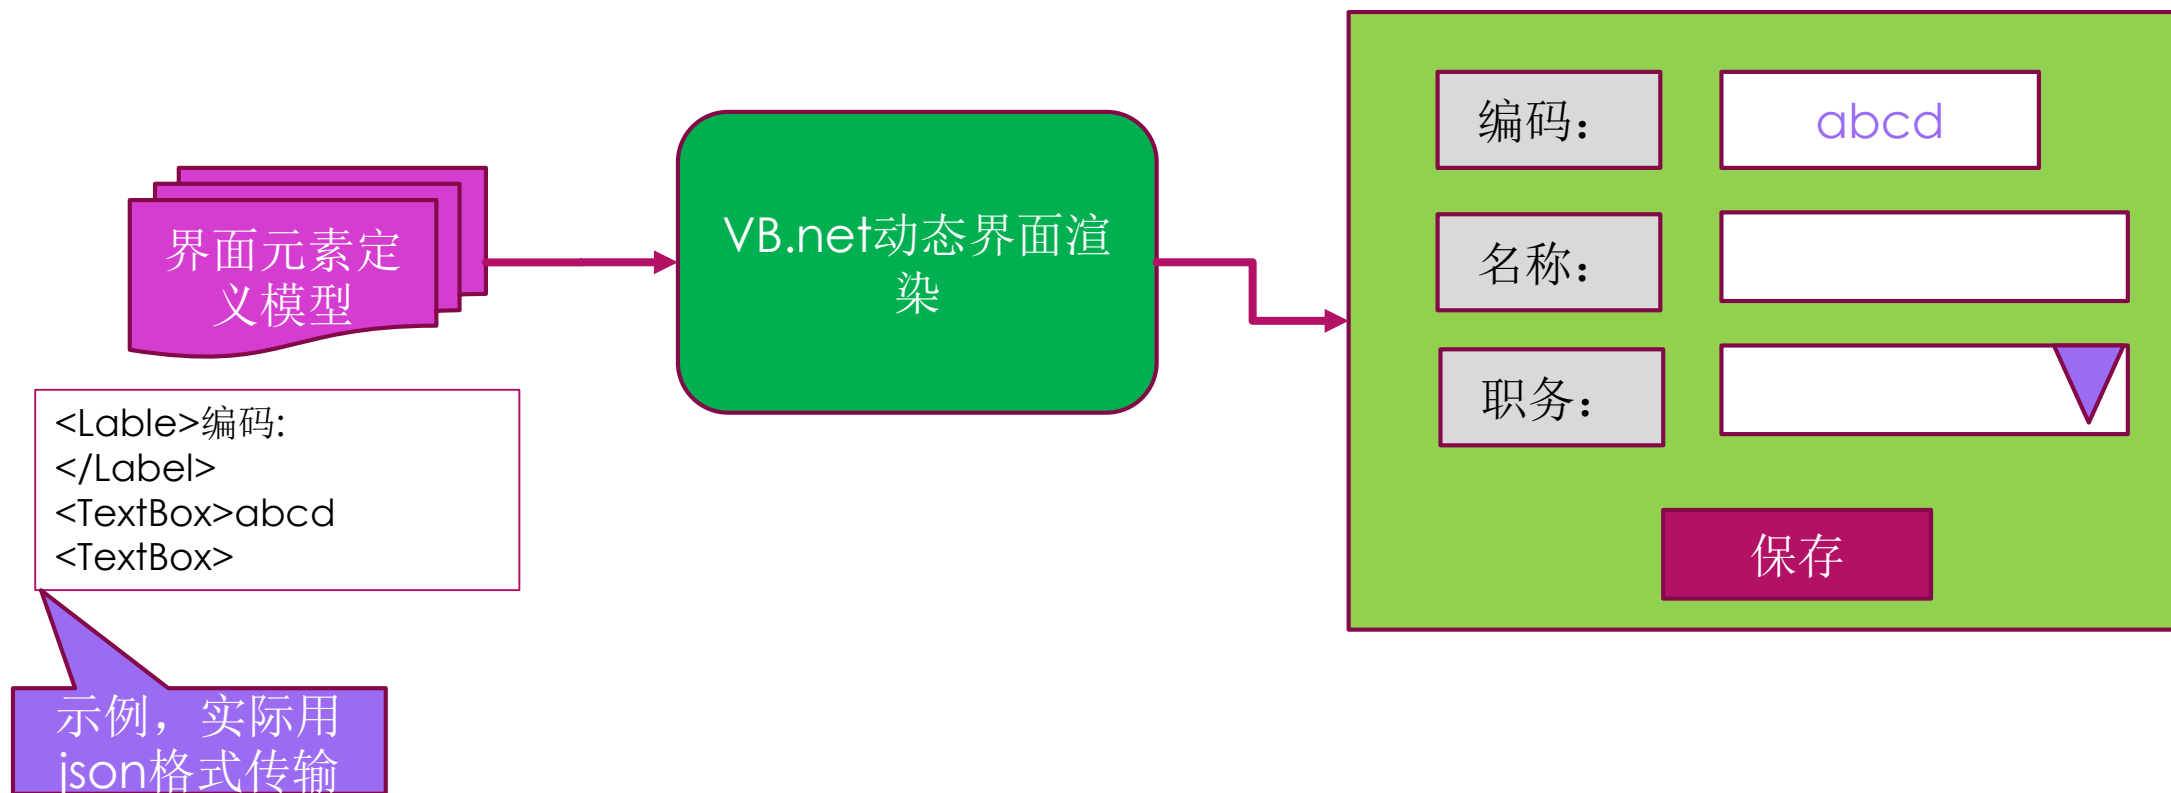 界面元素定
义模型
<Lable>编码:
</Label>
<TextBox>abcd
<TextBox>
示例，实际用
json格式传输
VB.net动态界面渲
染
编码：
abcd
名称：
职务：
保存